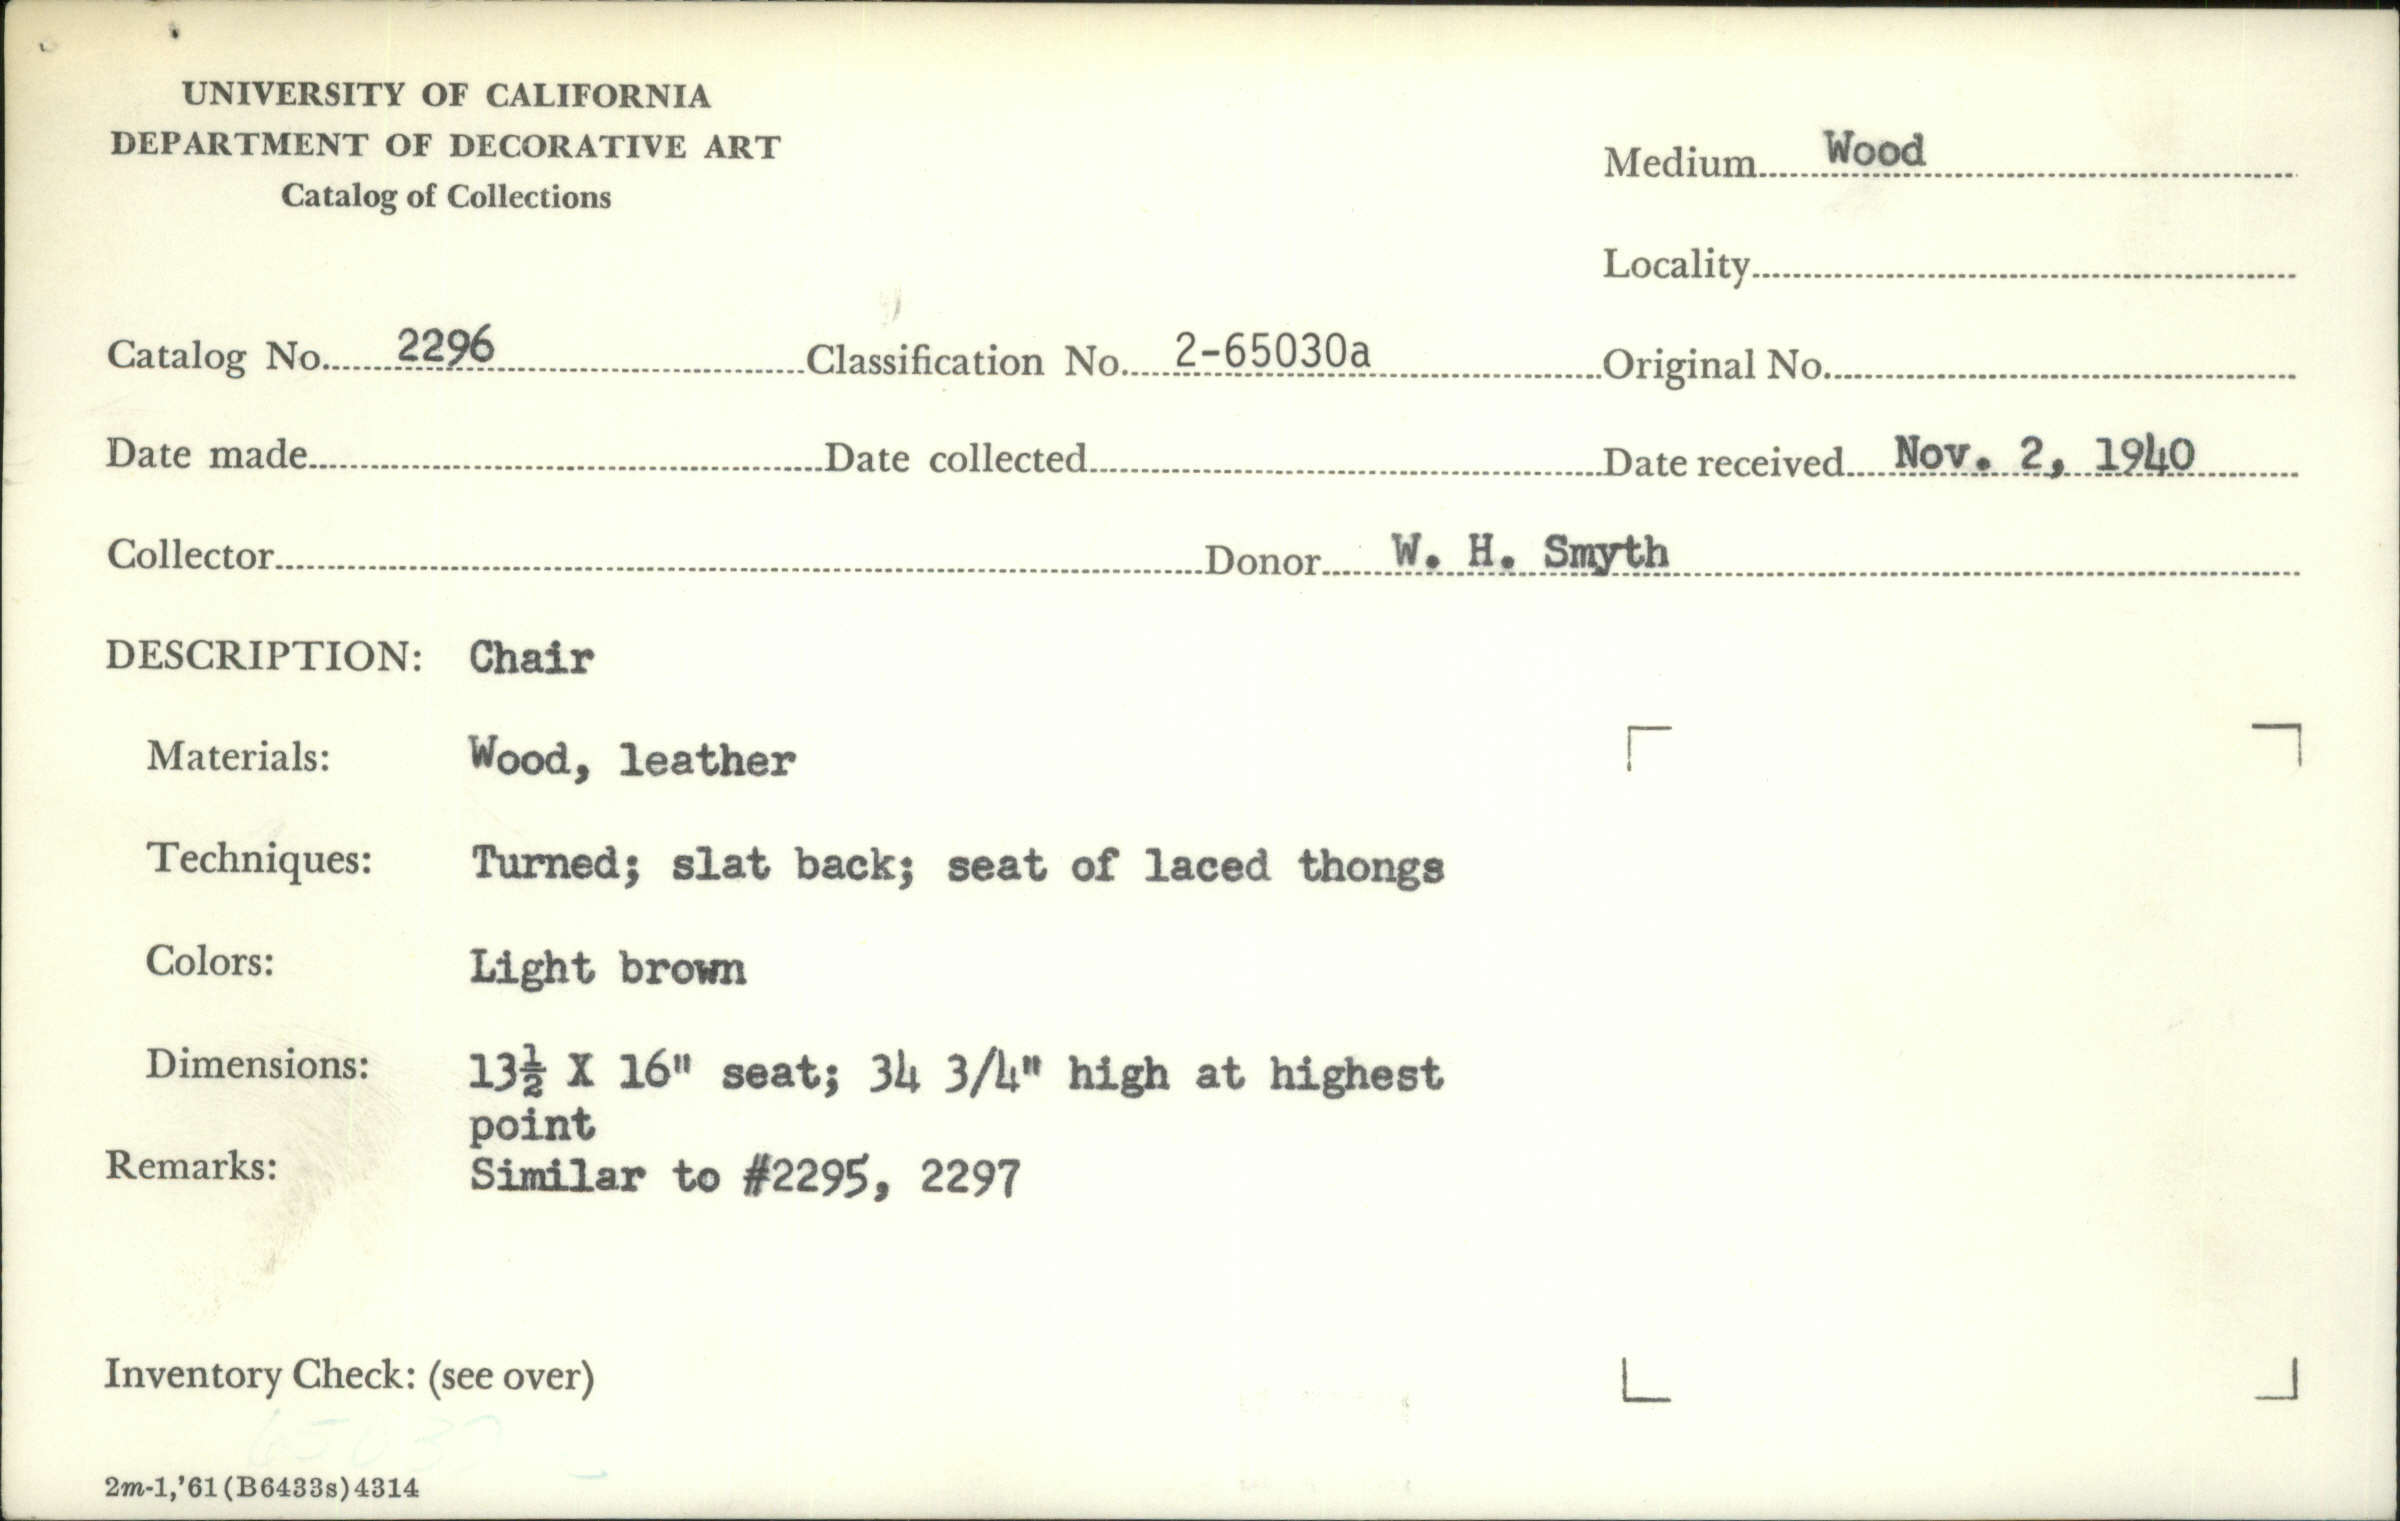 UNIVERSITY OF CALIFORNIA
DEPARTMENT OF DECORATIVE ART
Catalog of Collections
Medium Wood
Locality
Catalog No. 2296 Classification No. 2-65030a Original No.
Date made Date collected Date received Nov. 2, 1940
Collector Donor W. H. Smyth
DESCRIPTION: Chair
Materials: Wood, leather
Techniques: Turned; slat back; seat of laced thongs
Colors: Light brown
Dimensions: 13½ X 16" seat; 34 3/4" high at highest
point
Remarks: Similar to #2295, 2297
Inventory Check: (see over)
2m-1,'61(B6433s)4314